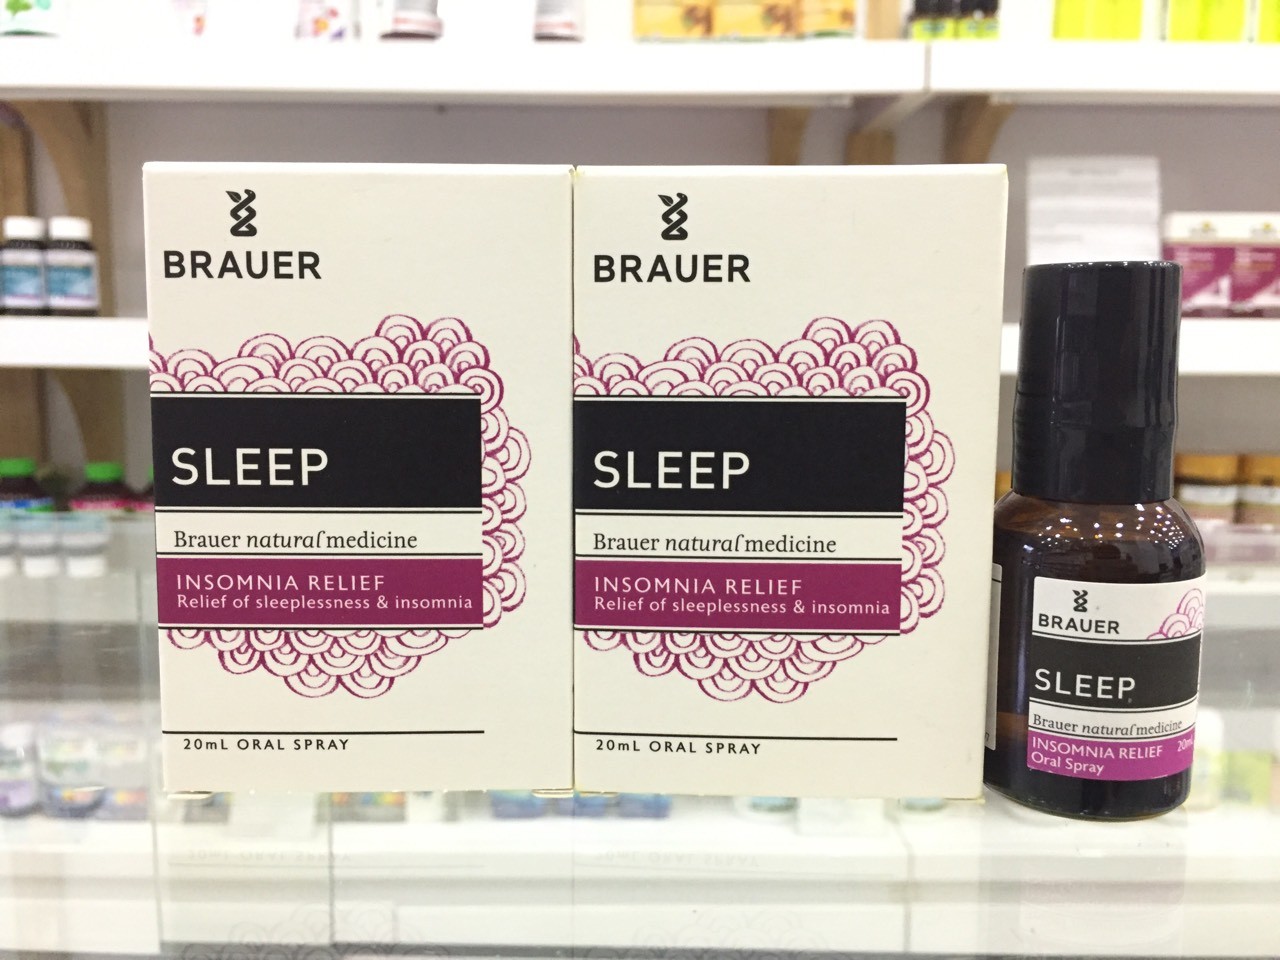 BRAUER
SLEEP
Brauer natural medicine
INSOMNIA RELIEF
Relief of sleeplessness & insomnia
20mL ORAL SPRAY
BRAUER
SLEEP
Brauer natural medicine
INSOMNIA RELIEF
Relief of sleeplessness & insomnia
20mL ORAL SPRAY
BRAUER
SLEEP
Brauer natural medicine
INSOMNIA RELIEF
Oral Spray